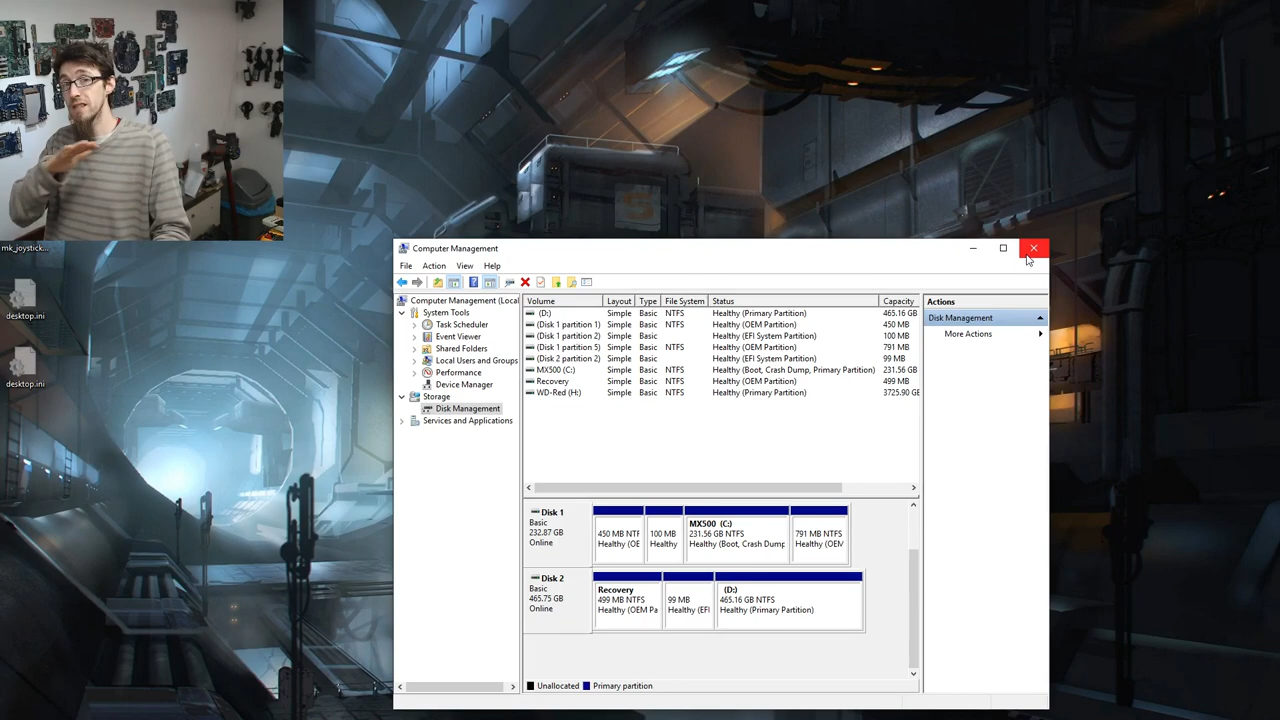 mk_joystick...
desktop.ini
desktop.ini
Computer Management
File Action View Help
Computer Management (Local
System Tools
Task Scheduler
Event Viewer
Shared Folders
Local Users and Groups
Performance
Device Manager
Storage
Disk Management
Services and Applications
Volume Layout Type File System Status Capacity
(D:) Simple Basic NTFS Healthy (Primary Partition) 465.16 GB
(Disk 1 partition 1) Simple Basic NTFS Healthy (OEM Partition) 450 MB
(Disk 1 partition 2) Simple Basic Healthy (EFI System Partition) 100 MB
(Disk 1 partition 5) Simple Basic NTFS Healthy (OEM Partition) 791 MB
(Disk 2 partition 2) Simple Basic Healthy (EFI System Partition) 99 MB
MX500 (C:) Simple Basic NTFS Healthy (Boot, Crash Dump, Primary Partition) 231.56 GB
Recovery Simple Basic NTFS Healthy (OEM Partition) 499 MB
WD-Red (H:) Simple Basic NTFS Healthy (Primary Partition) 3725.90 GB
Actions
Disk Management
More Actions
Disk 1
Basic
232.87 GB
Online
450 MB NTF
Healthy (OE
100 MB
Healthy
MX500 (C:)
231.56 GB NTFS
Healthy (Boot, Crash Dump
791 MB NTFS
Healthy (OEM
Disk 2
Basic
465.75 GB
Online
Recovery
499 MB NTFS
Healthy (OEM Pa
99 MB
Healthy (EFI
(D:)
465.16 GB NTFS
Healthy (Primary Partition)
Unallocated Primary partition